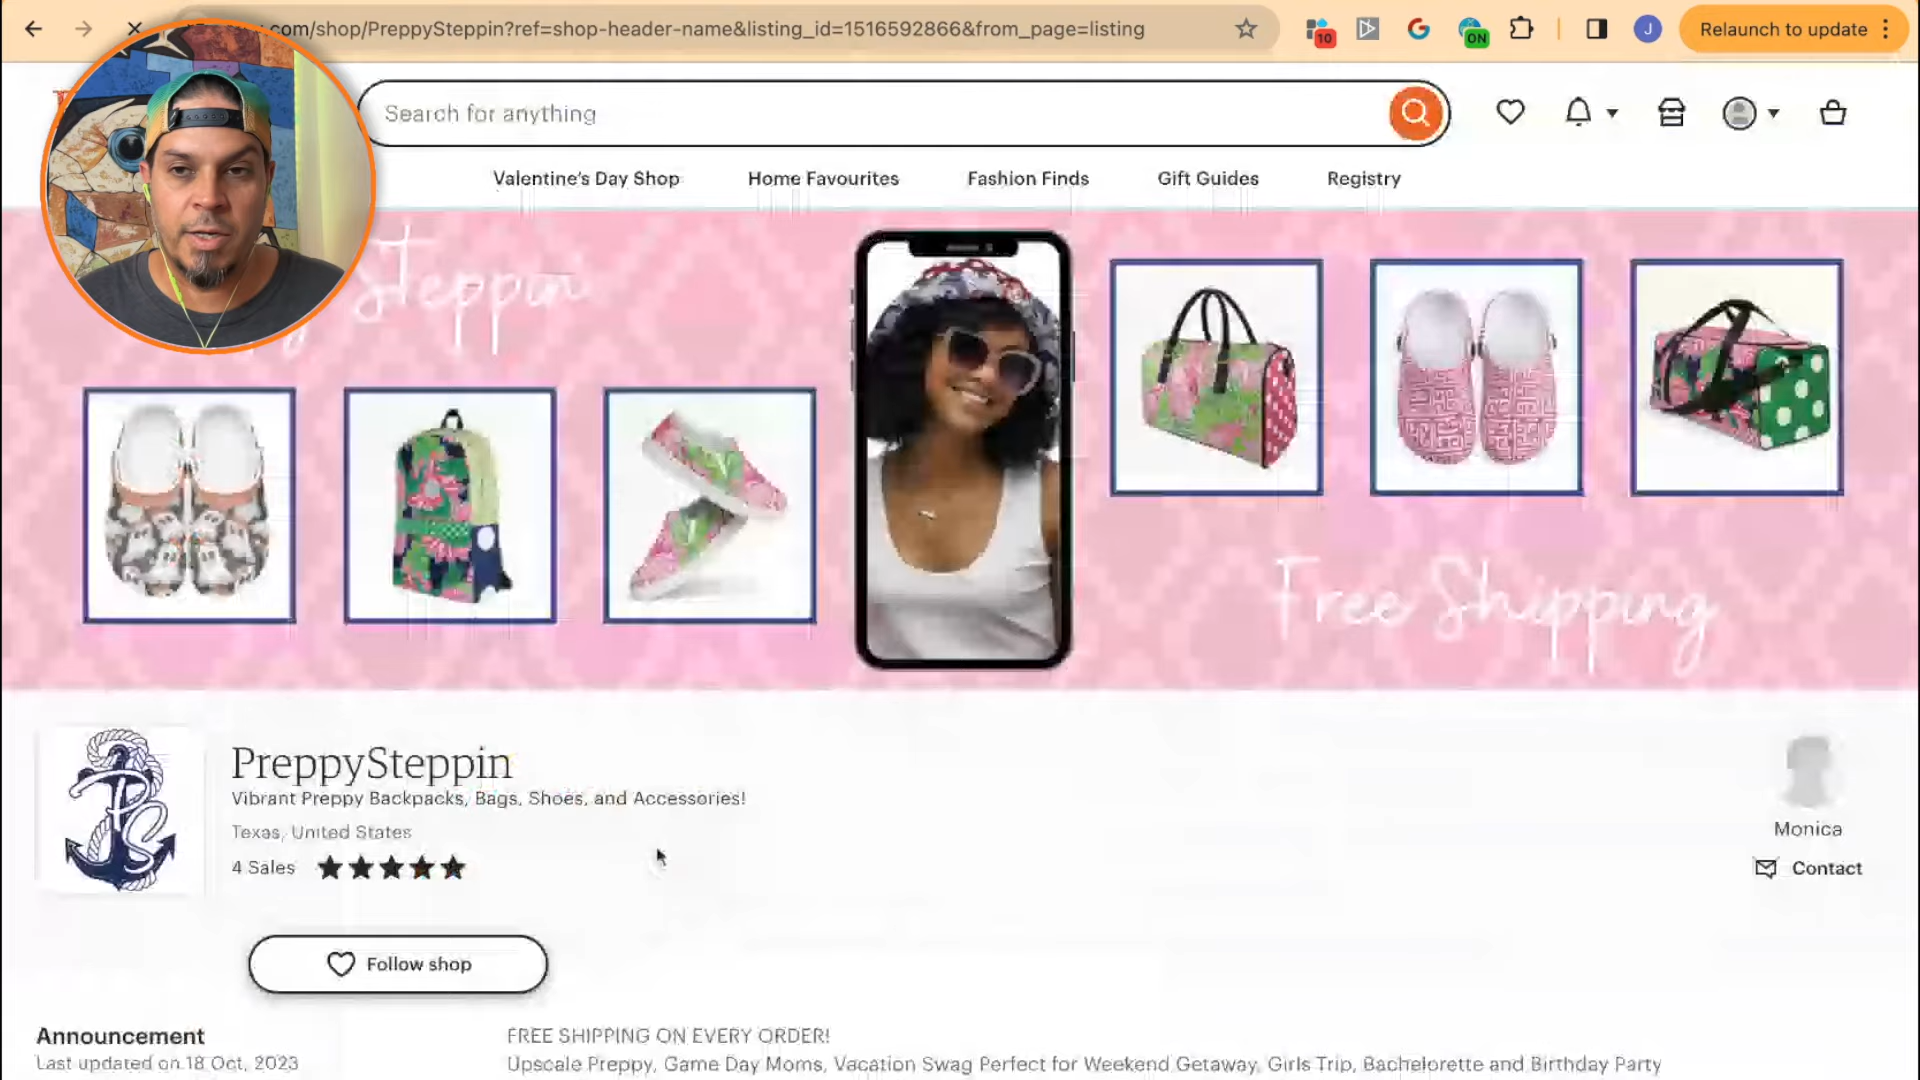 com/shop/PreppySteppin?ref=shop-header-name&listing_id=1516592866&from_page=listing
10
ON
J
Relaunch to update
Search for anything
Valentine's Day Shop
Home Favourites
Fashion Finds
Gift Guides
Registry
Steppin
Free Shipping
PS
PreppySteppin
Vibrant Preppy Backpacks, Bags, Shoes, and Accessories!
Texas, United States
4 Sales
Monica
Contact
Follow shop
Announcement
Last updated on 18 Oct, 2023
FREE SHIPPING ON EVERY ORDER!
Upscale Preppy, Game Day Moms, Vacation Swag Perfect for Weekend Getaway, Girls Trip, Bachelorette and Birthday Party